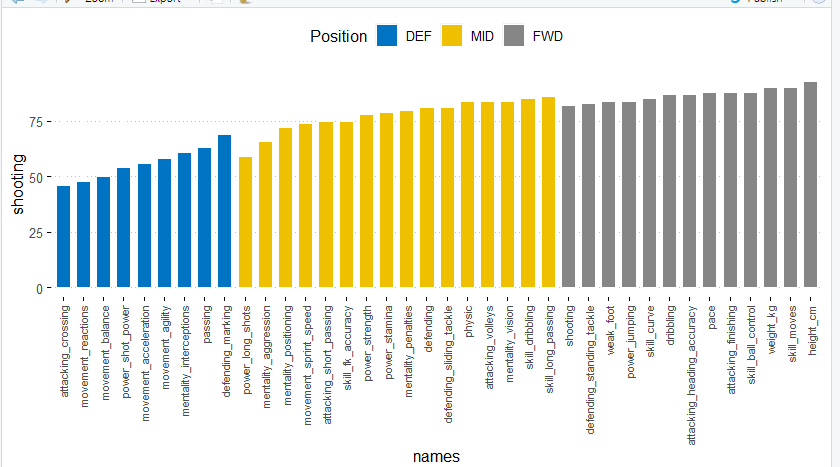 Zoom Export Publish
Position DEF MID FWD
shooting
75
50
25
0
attacking_crossing
movement_reactions
movement_balance
power_shot_power
movement_acceleration
movement_agility
mentality_interceptions
passing
defending_marking
power_long_shots
mentality_aggression
mentality_positioning
movement_sprint_speed
attacking_short_passing
skill_fk_accuracy
power_strength
power_stamina
mentality_penalties
defending
defending_sliding_tackle
physic
attacking_volleys
mentality_vision
skill_dribbling
skill_long_passing
shooting
defending_standing_tackle
weak_foot
power_jumping
skill_curve
dribbling
attacking_heading_accuracy
pace
attacking_finishing
skill_ball_control
weight_kg
skill_moves
height_cm
names